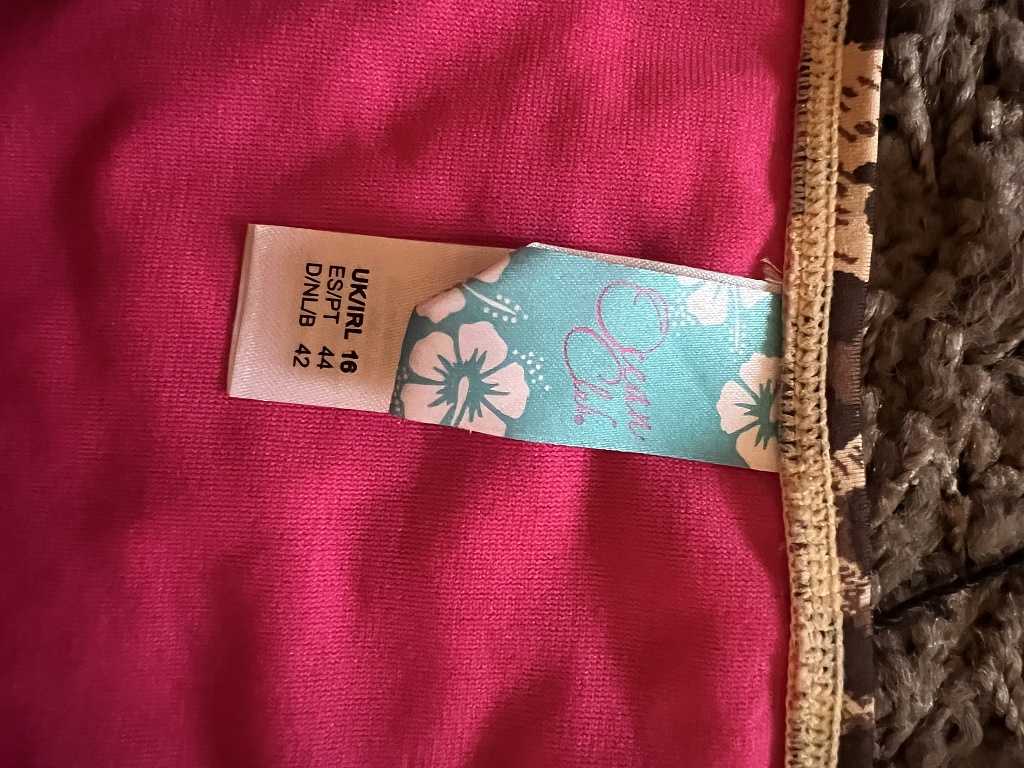 Ocean
Club
UK/IRL 16
ES/PT 44
D/NL/B 42